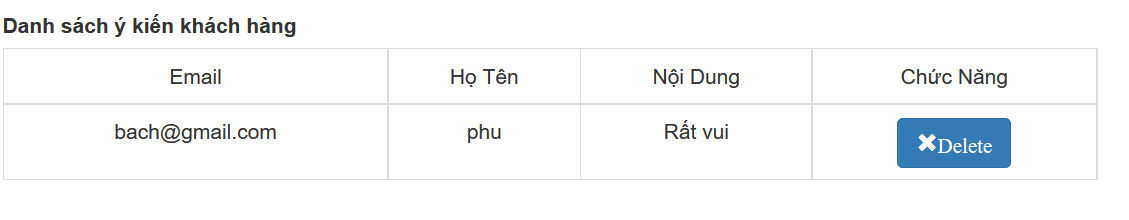 Danh sách ý kiến khách hàng
Email Họ Tên Nội Dung Chức Năng
bach@gmail.com phu Rất vui Delete